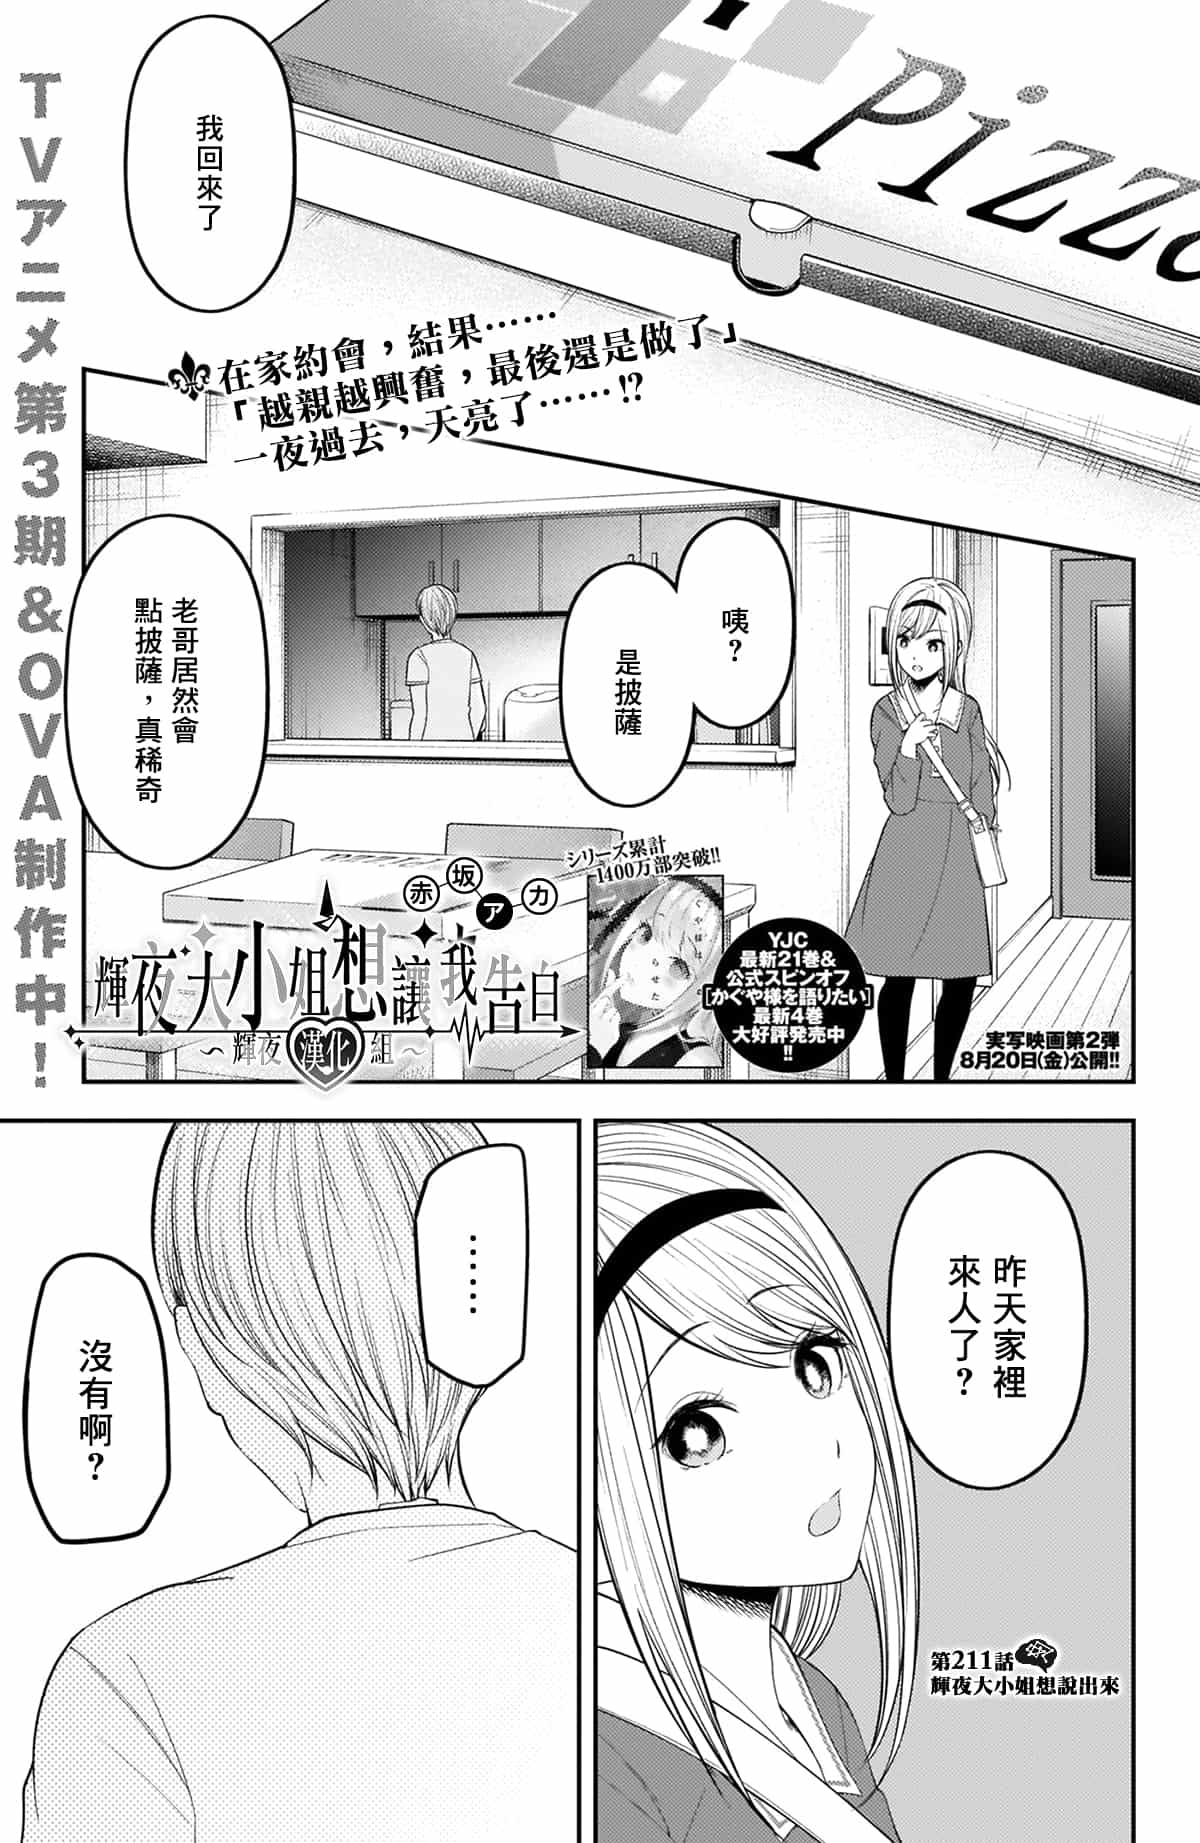 Pizza
我回來了
TVアニメ第3期&OVA制作中!
在家約會，結果……
「越親越興奮，最後還是做了」
一夜過去，天亮了……!?
咦?
是披薩
老哥居然會
點披薩，真稀奇
赤坂アカ
輝夜大小姐想讓我告白
～輝夜漢化組～
シリーズ累計
1400万部突破!!
YJC
最新21巻&
公式スピンオフ
[かぐや様を語りたい]
最新4巻
大好評発売中
!!
実写映画第2弾
8月20日(金)公開!!
昨天家裡
來人了?
……
沒有啊?
第211話
輝夜大小姐想說出來